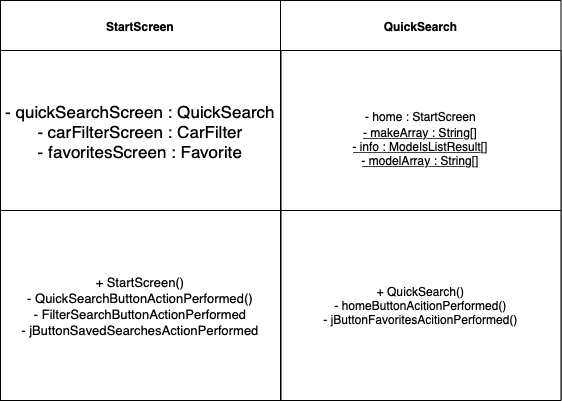 StartScreen
QuickSearch
- quickSearchScreen : QuickSearch
- carFilterScreen : CarFilter
- favoritesScreen : Favorite
- home : StartScreen
- makeArray : String[]
- info : ModelsListResult[]
- modelArray : String[]
+ StartScreen()
- QuickSearchButtonActionPerformed()
- FilterSearchButtonActionPerformed
- jButtonSavedSearchesActionPerformed
+ QuickSearch()
- homeButtonAcitionPerformed()
- jButtonFavoritesAcitionPerformed()